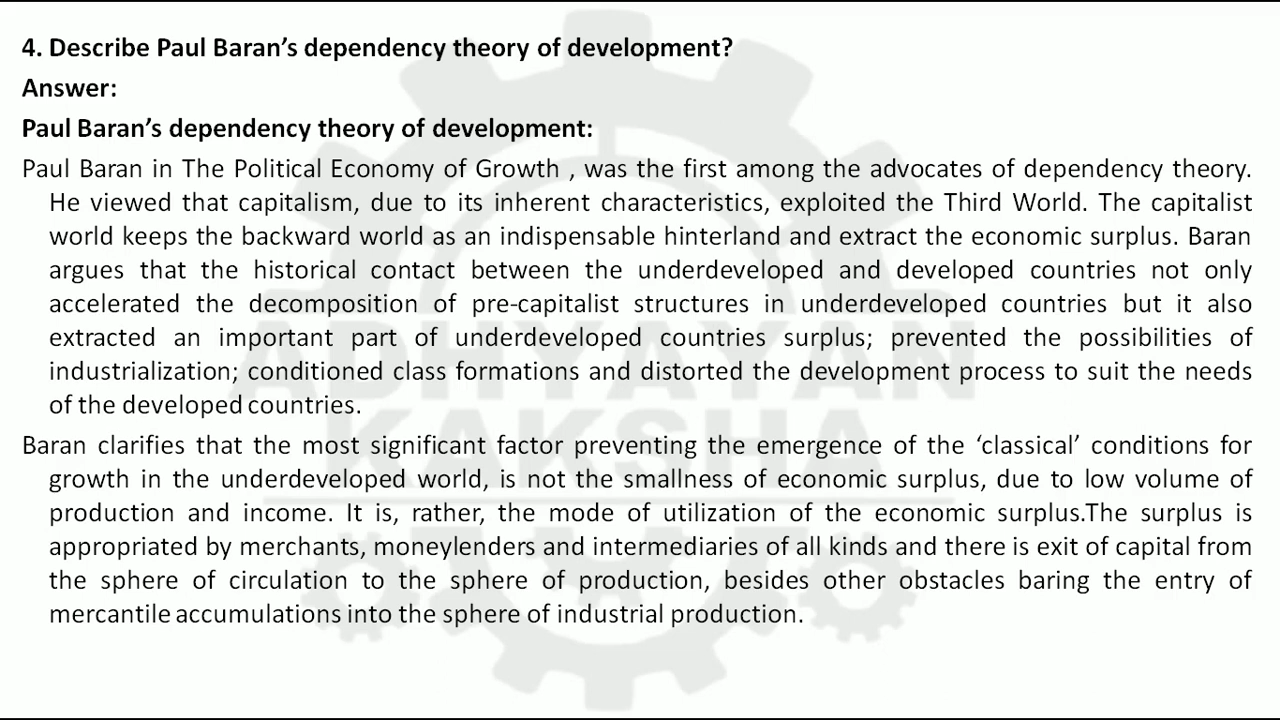 4. Describe Paul Baran’s dependency theory of development?
Answer:
Paul Baran’s dependency theory of development:
Paul Baran in The Political Economy of Growth , was the first among the advocates of dependency theory.
He viewed that capitalism, due to its inherent characteristics, exploited the Third World. The capitalist
world keeps the backward world as an indispensable hinterland and extract the economic surplus. Baran
argues that the historical contact between the underdeveloped and developed countries not only
accelerated the decomposition of pre-capitalist structures in underdeveloped countries but it also
extracted an important part of underdeveloped countries surplus; prevented the possibilities of
industrialization; conditioned class formations and distorted the development process to suit the needs
of the developed countries.
Baran clarifies that the most significant factor preventing the emergence of the ‘classical’ conditions for
growth in the underdeveloped world, is not the smallness of economic surplus, due to low volume of
production and income. It is, rather, the mode of utilization of the economic surplus.The surplus is
appropriated by merchants, moneylenders and intermediaries of all kinds and there is exit of capital from
the sphere of circulation to the sphere of production, besides other obstacles baring the entry of
mercantile accumulations into the sphere of industrial production.
ADHYAYAN
KAKSHA